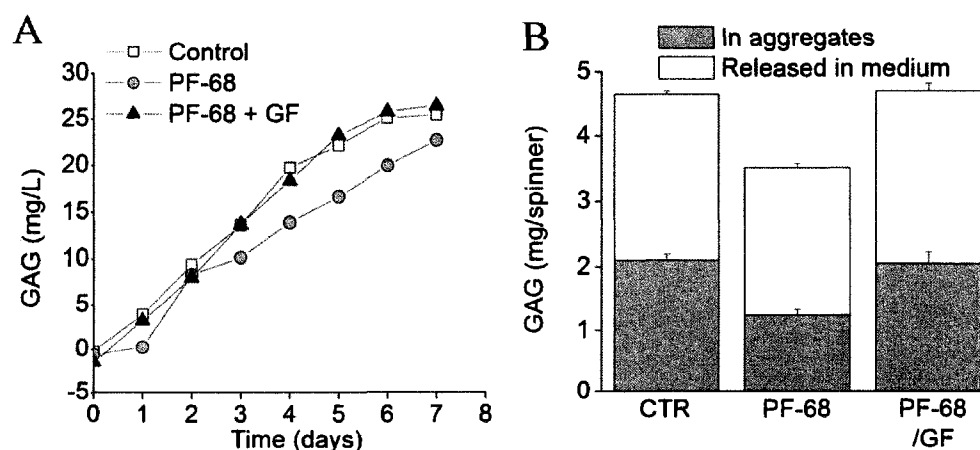 A
Control
PF-68
PF-68 + GF
GAG (mg/L)
30
25
20
15
10
5
0
-5
0 1 2 3 4 5 6 7 8
Time (days)
B
In aggregates
Released in medium
GAG (mg/spinner)
5
4
3
2
1
0
CTR
PF-68
PF-68
/GF